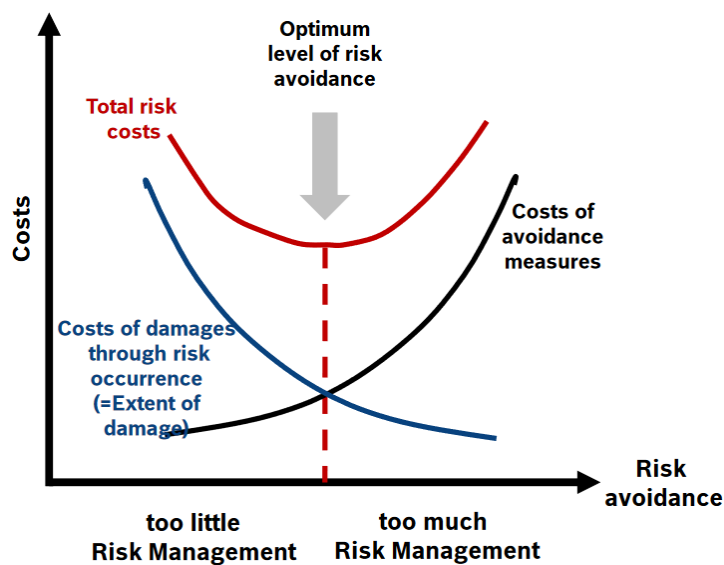 Optimum
level of risk
avoidance
Total risk
costs
Costs
Costs of
avoidance
measures
Costs of damages
through risk
occurrence
(=Extent of
damage)
Risk
avoidance
too little
Risk Management
too much
Risk Management